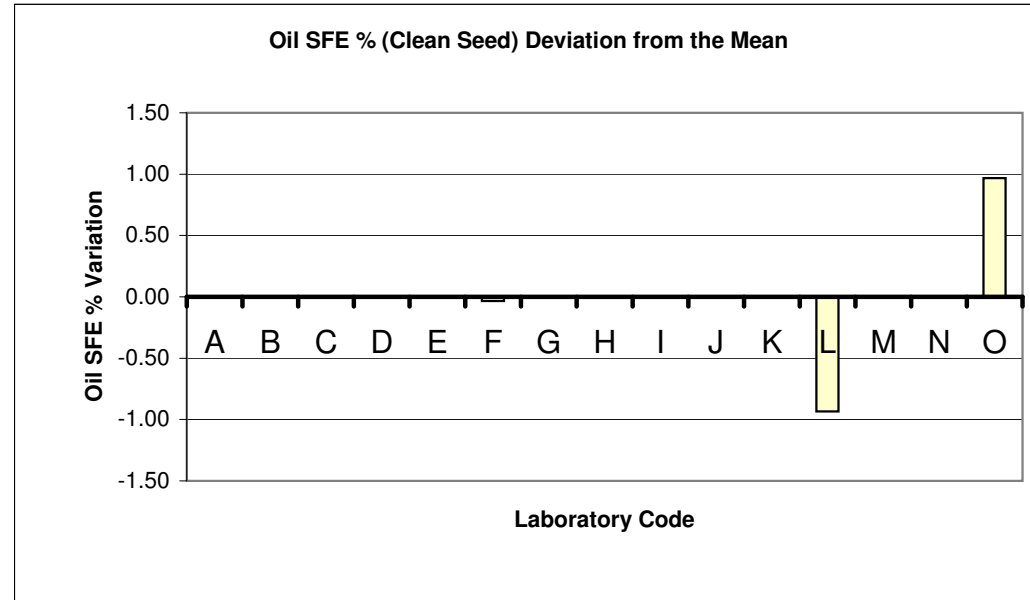 Oil SFE % (Clean Seed) Deviation from the Mean
1.50
1.00
0.50
0.00
-0.50
-1.00
-1.50
Oil SFE % Variation
A B C D E F G H I J K L M N O
Laboratory Code